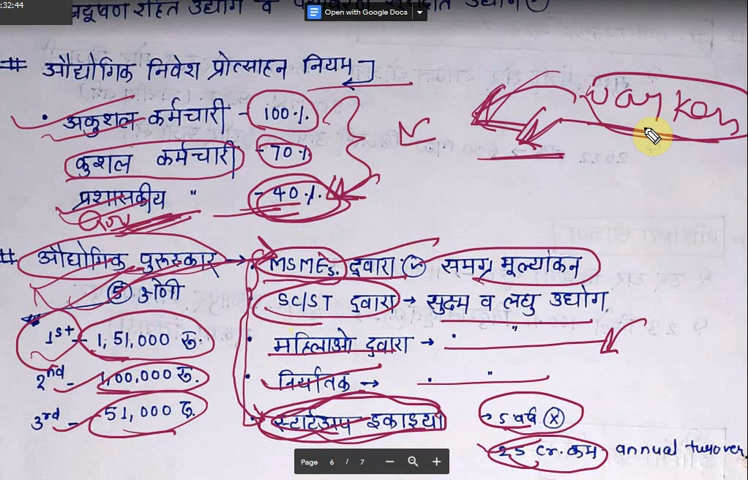 32:44
Open with Google Docs
प्रदूषण रहित उद्योग व
# औद्योगिक निवेश प्रोत्साहन नियम
• अकुशल कर्मचारी - 100%
कुशल कर्मचारी - 70%
प्रशासकीय " - 40%
# औद्योगिक पुरुस्कार → • MSMEs. द्वारा समग्र मूल्यांकन
⑤ श्रेणी • SC/ST द्वारा → सुक्ष्म व लघु उद्योग
1st - 1,51,000 रु. • महिलाओ द्वारा → • "
2nd - 1,00,000 रु. • निर्यातक → • "
3rd - 51,000 रु. • स्टार्टअप इकाइयाँ → 5 वर्ष ⓧ
→ 25 cr. कम annual turnover
Page 6 / 7